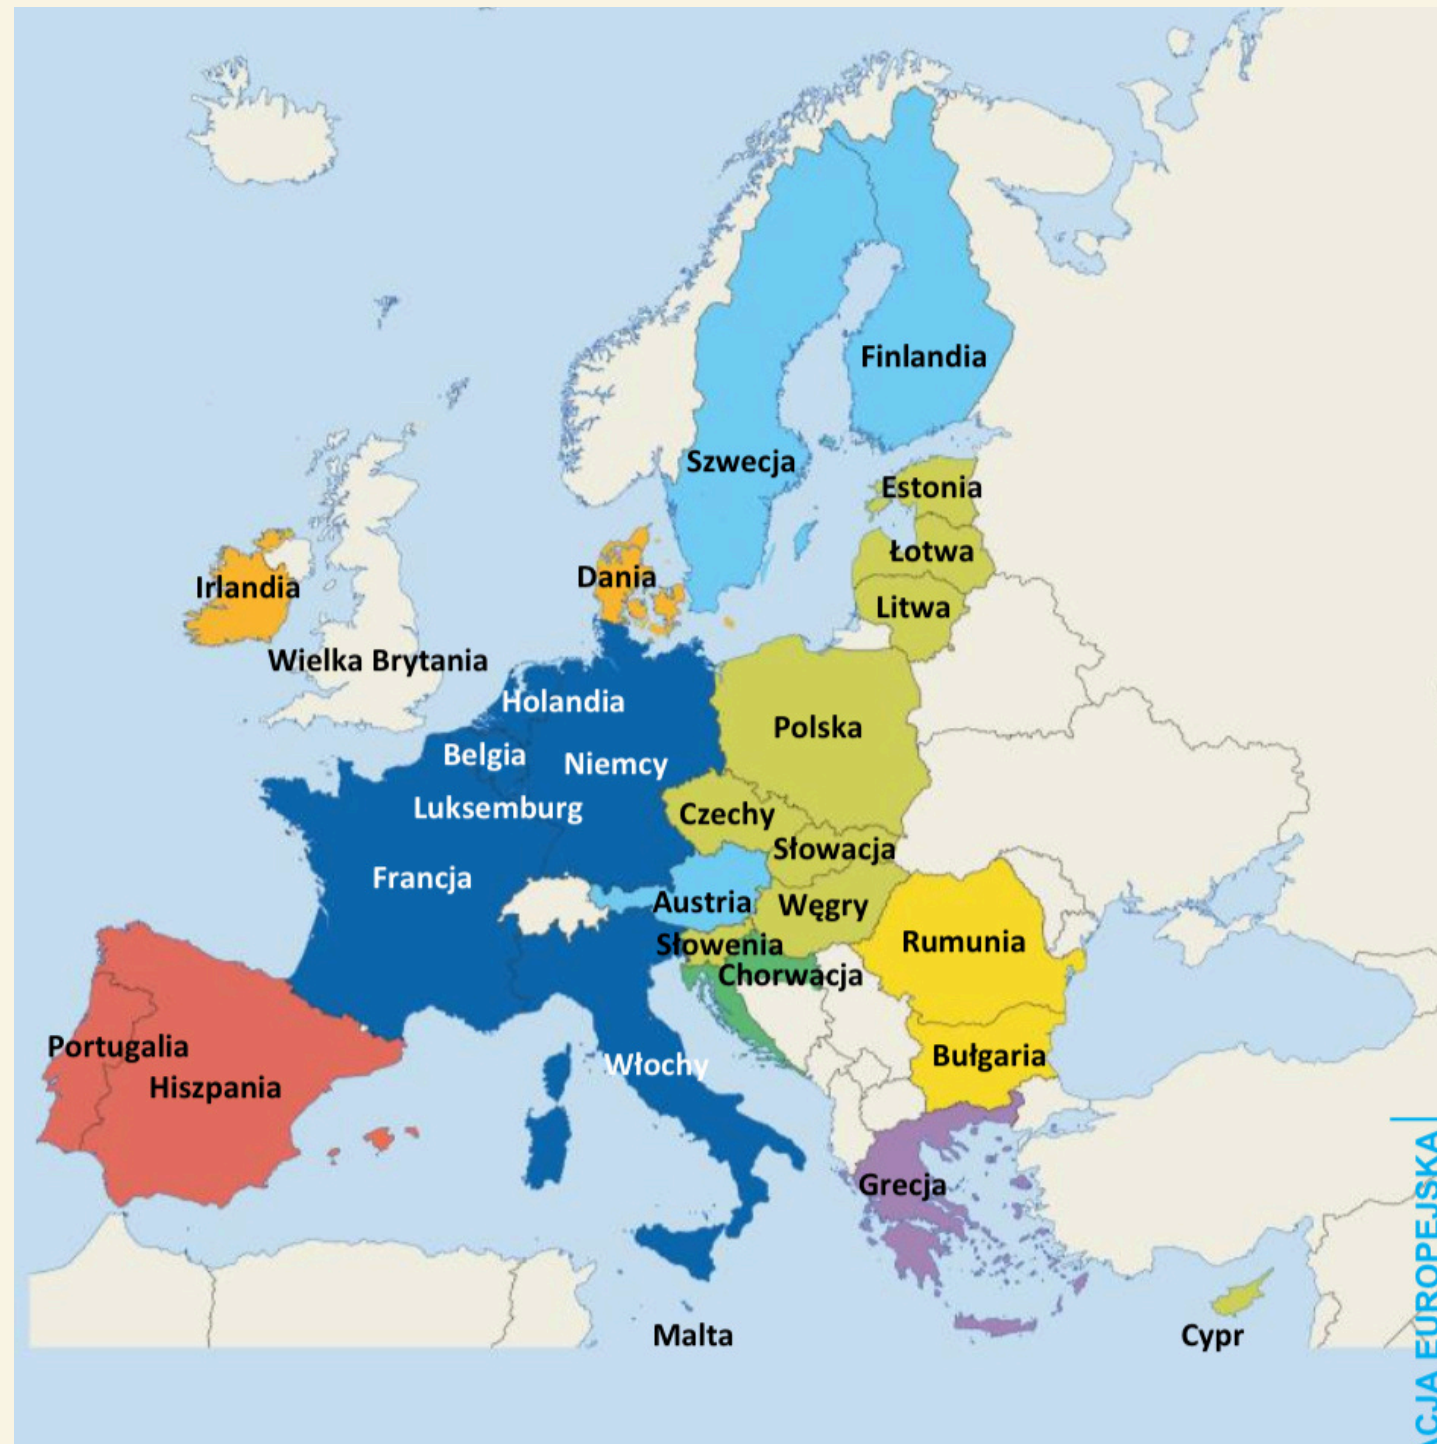 Finlandia
Szwecja
Estonia
Łotwa
Dania
Irlandia
Litwa
Wielka Brytania
Holandia
Polska
Belgia
Niemcy
Luksemburg
Czechy
Słowacja
Francja
Austria
Węgry
Rumunia
Słowenia
Chorwacja
Portugalia
Bułgaria
Włochy
Hiszpania
Grecja
Malta
Cypr
ACJA EUROPEJSKA